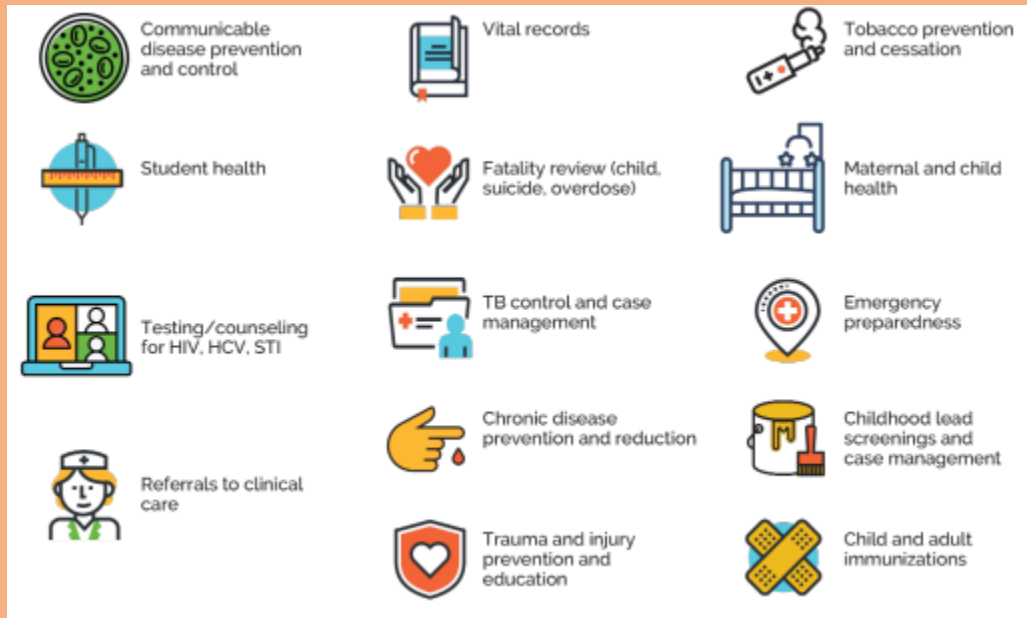 Communicable
disease prevention
and control
Vital records
Tobacco prevention
and cessation
Student health
Fatality review (child,
suicide, overdose)
Maternal and child
health
Testing/counseling
for HIV, HCV, STI
TB control and case
management
Emergency
preparedness
Referrals to clinical
care
Chronic disease
prevention and reduction
Childhood lead
screenings and
case management
Trauma and injury
prevention and
education
Child and adult
immunizations